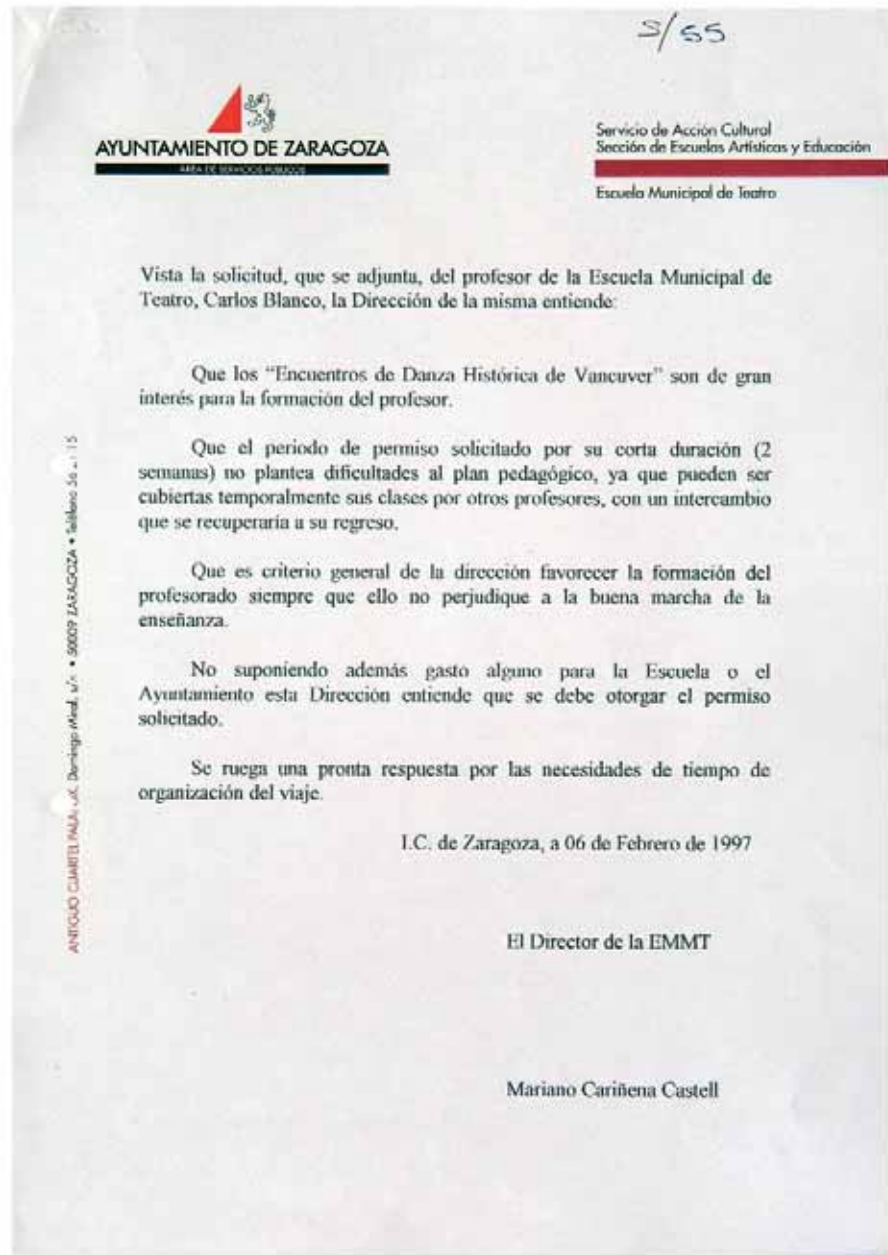 S/55
AYUNTAMIENTO DE ZARAGOZA
ÁREA DE SERVICIOS PÚBLICOS
Servicio de Acción Cultural
Sección de Escuelas Artísticas y Educación
Escuela Municipal de Teatro
Vista la solicitud, que se adjunta, del profesor de la Escuela Municipal de
Teatro, Carlos Blanco, la Dirección de la misma entiende:
Que los “Encuentros de Danza Histórica de Vancuver” son de gran
interés para la formación del profesor.
Que el periodo de permiso solicitado por su corta duración (2
semanas) no plantea dificultades al plan pedagógico, ya que pueden ser
cubiertas temporalmente sus clases por otros profesores, con un intercambio
que se recuperaría a su regreso.
Que es criterio general de la dirección favorecer la formación del
profesorado siempre que ello no perjudique a la buena marcha de la
enseñanza.
No suponiendo además gasto alguno para la Escuela o el
Ayuntamiento esta Dirección entiende que se debe otorgar el permiso
solicitado.
Se ruega una pronta respuesta por las necesidades de tiempo de
organización del viaje.
I.C. de Zaragoza, a 06 de Febrero de 1997
El Director de la EMMT
Mariano Cariñena Castell
ANTIGUO CUARTEL Domingo Miral, s/n • 50009 ZARAGOZA • Teléfono